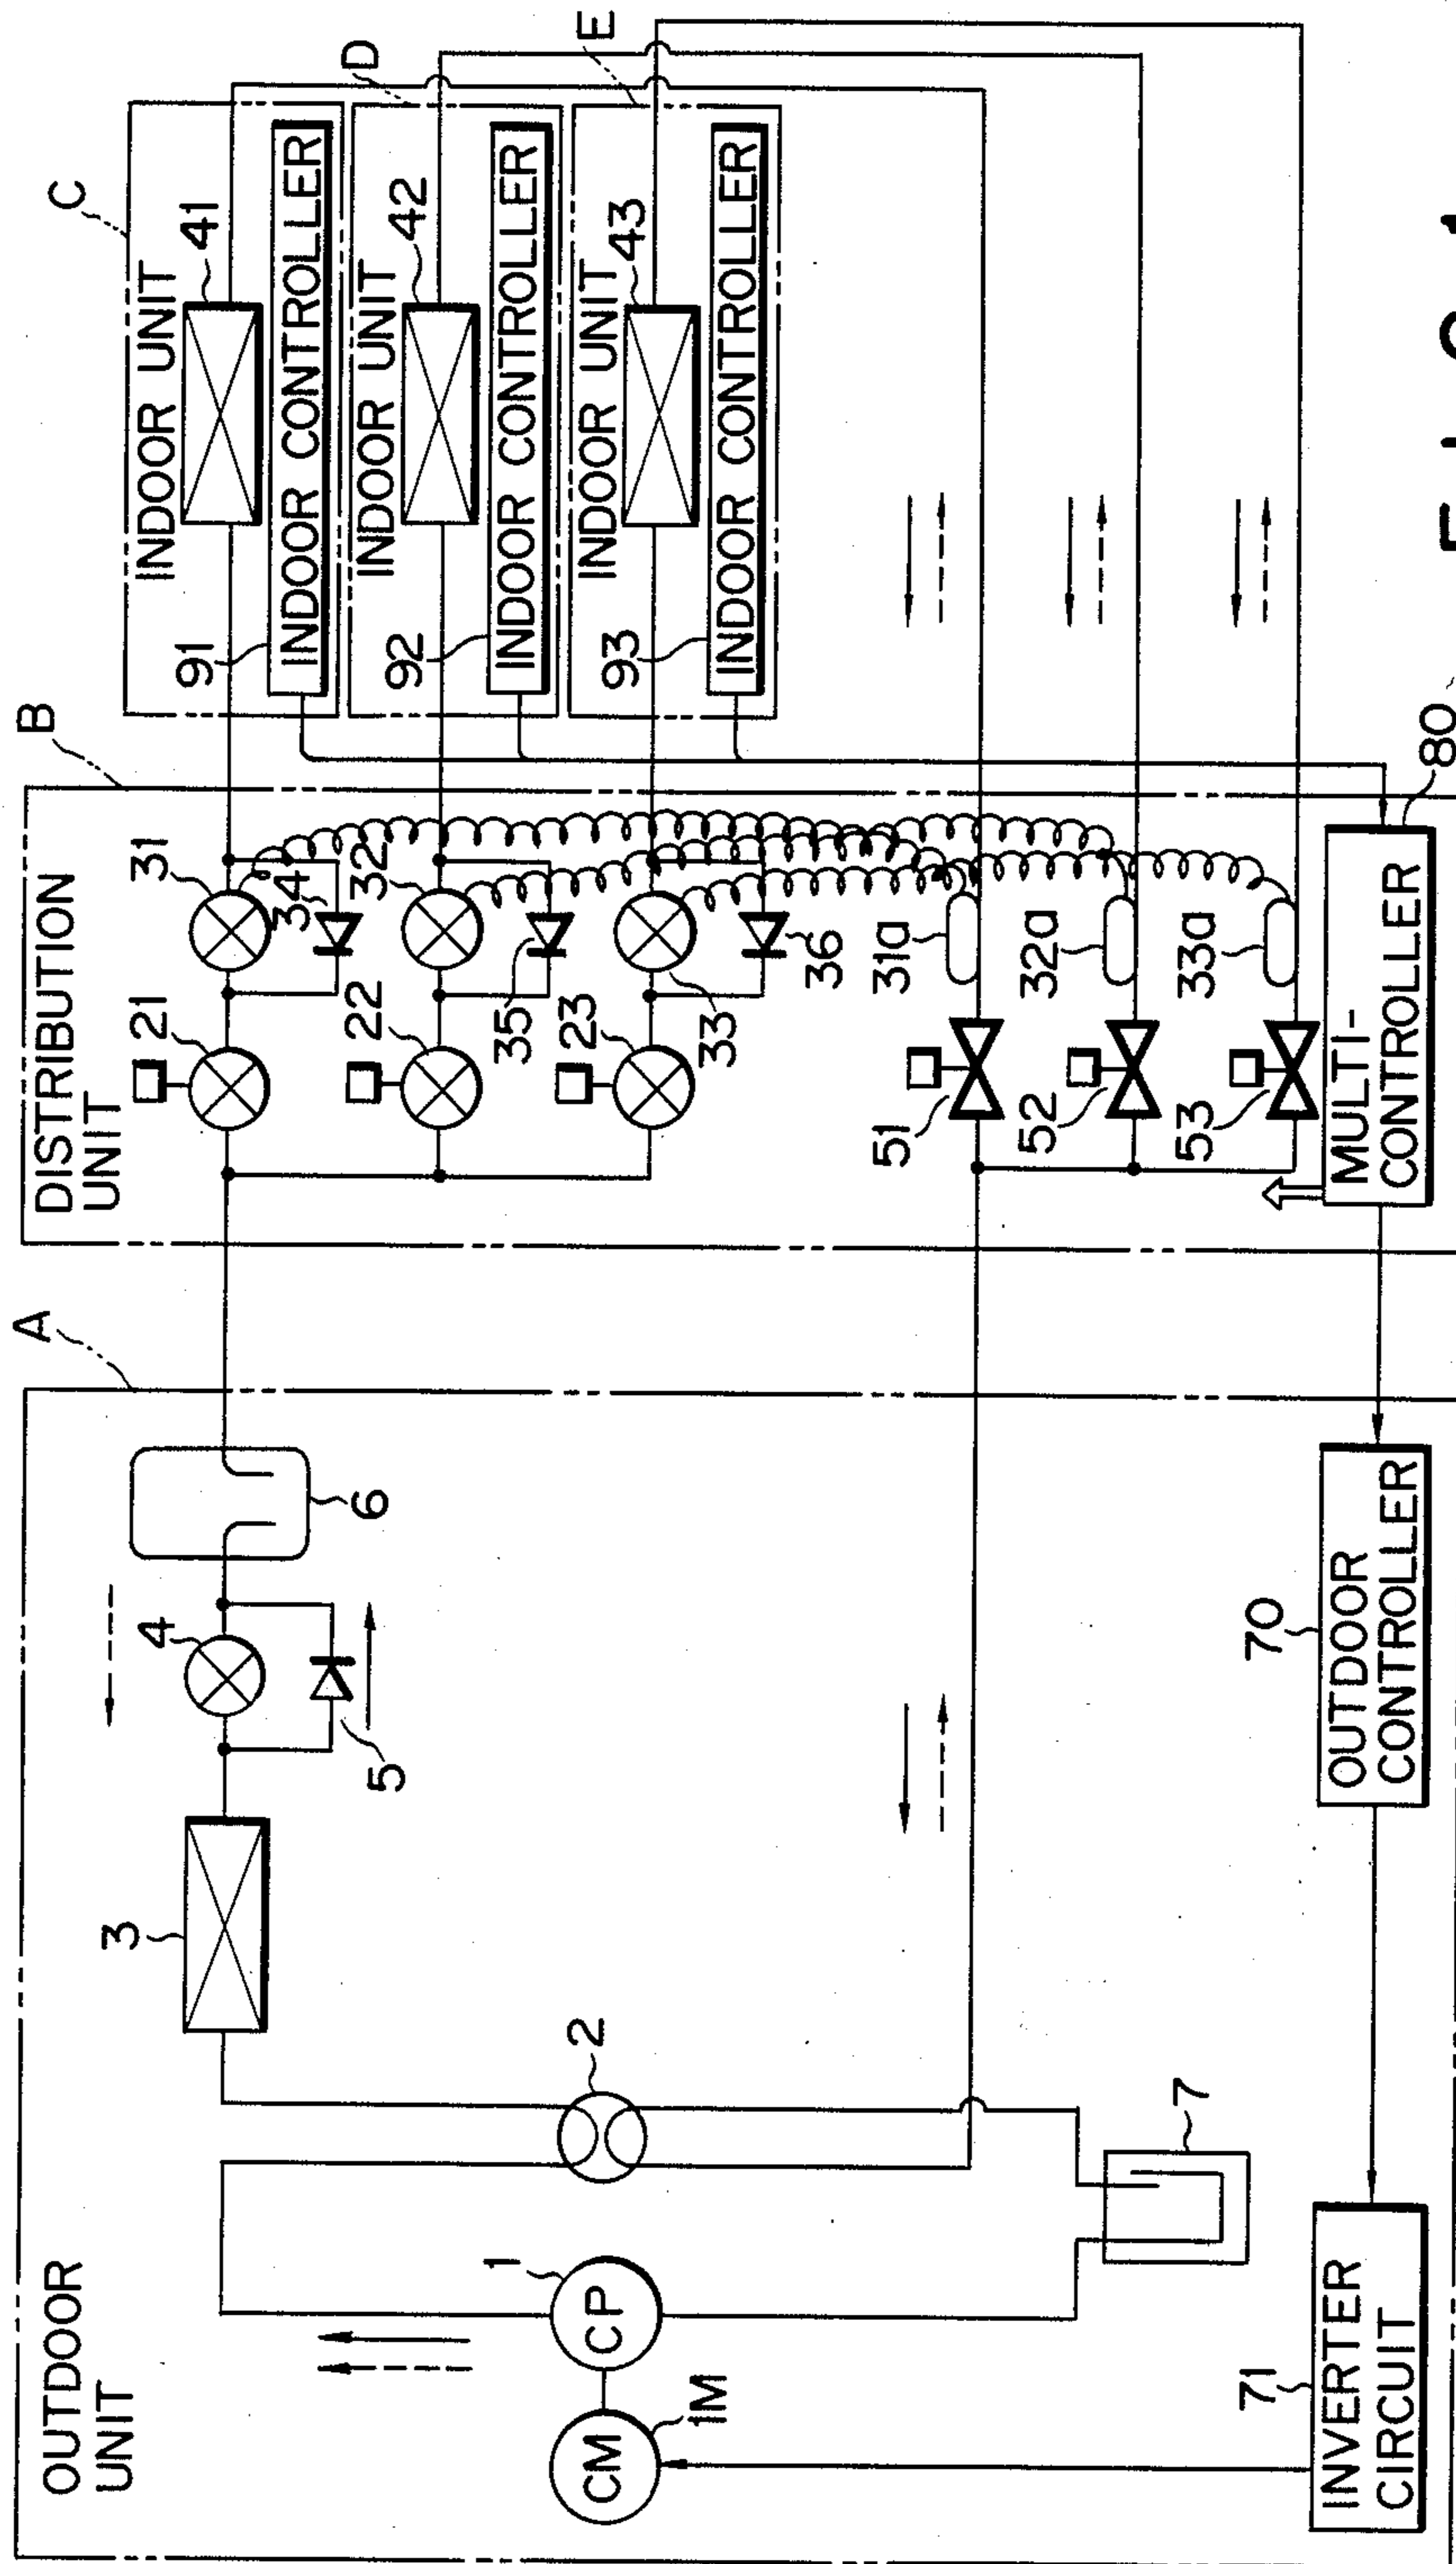 OUTDOOR
UNIT
A
3
4
5
6
2
1
CP
CM
1M
7
70
OUTDOOR
CONTROLLER
71
INVERTER
CIRCUIT
DISTRIBUTION
UNIT
B
21
31
34
22
32
35
23
33
36
31a
32a
33a
51
52
53
MULTI-
CONTROLLER
80
C
INDOOR UNIT
41
91
INDOOR CONTROLLER
D
INDOOR UNIT
42
92
INDOOR CONTROLLER
E
INDOOR UNIT
43
93
INDOOR CONTROLLER